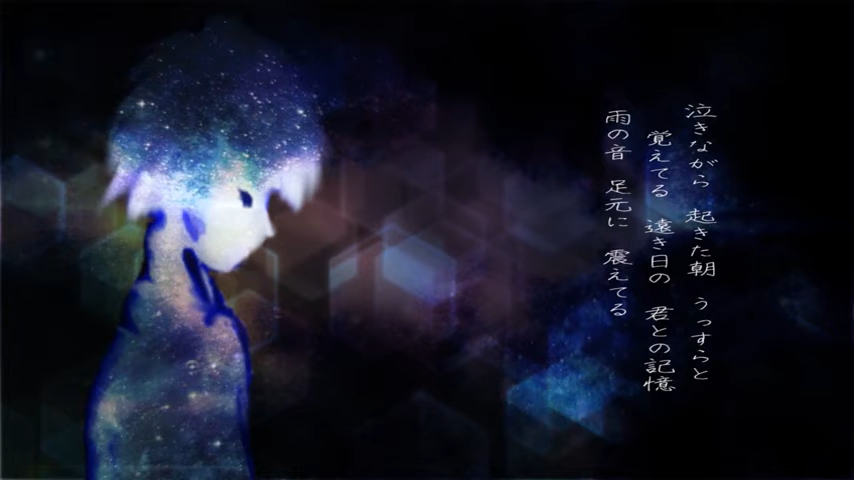 泣きながら 起きた朝 うっすらと
覚えてる 遠き日の 君との記憶
雨の音 足元に 震えてる